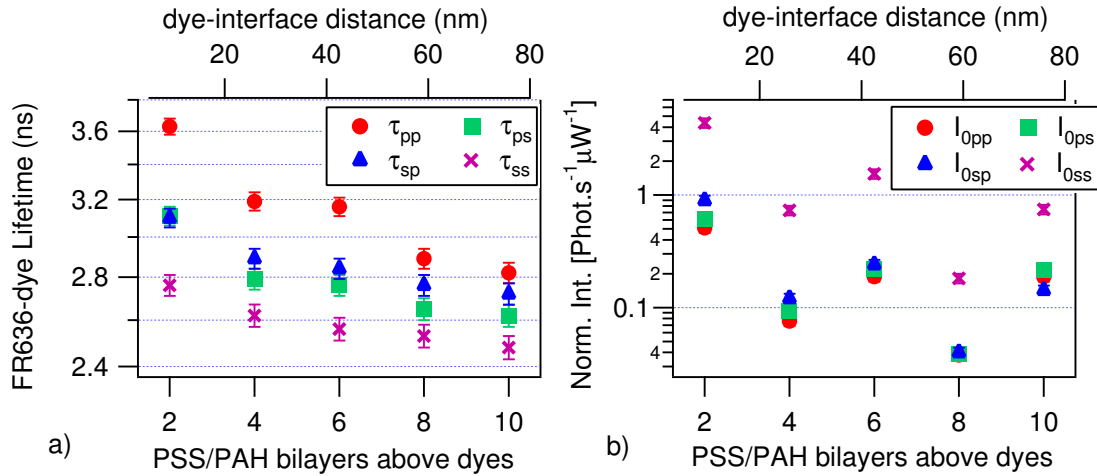 dye-interface distance (nm)
20 40 60 80
FR636-dye Lifetime (ns)
3.6
3.2
2.8
2.4
τpp τps
τsp τss
2 4 6 8 10
a)
PSS/PAH bilayers above dyes
dye-interface distance (nm)
20 40 60 80
Norm. Int. [Phot.s⁻¹µW⁻¹]
4
2
1
4
2
0.1
4
I0pp I0ps
I0sp I0ss
2 4 6 8 10
b)
PSS/PAH bilayers above dyes